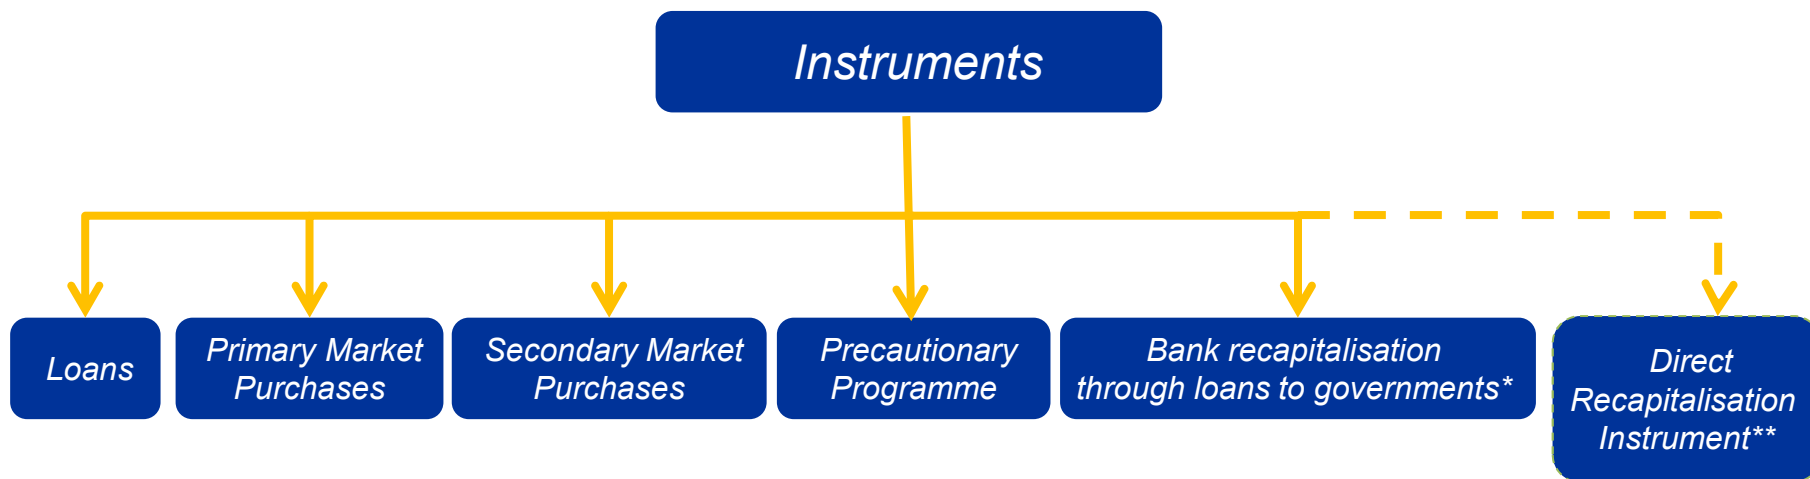 Instruments
Loans
Primary Market
Purchases
Secondary Market
Purchases
Precautionary
Programme
Bank recapitalisation
through loans to governments*
Direct
Recapitalisation
Instrument**